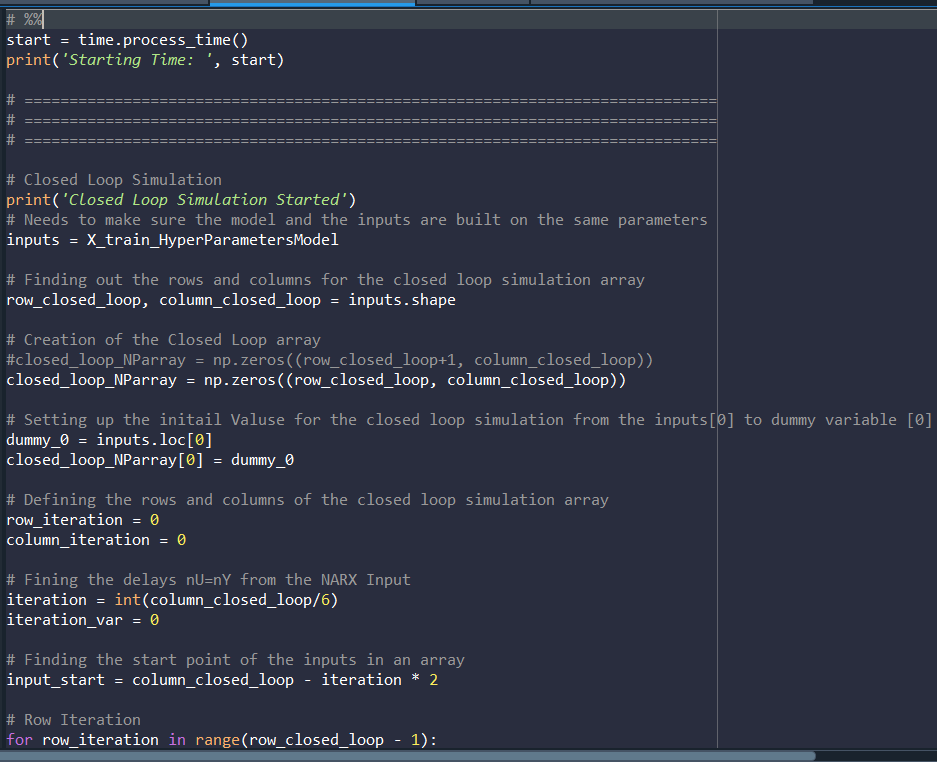 # %%
start = time.process_time()
print('Starting Time: ', start)
# =============================================================================
# =============================================================================
# =============================================================================
# Closed Loop Simulation
print('Closed Loop Simulation Started')
# Needs to make sure the model and the inputs are built on the same parameters
inputs = X_train_HyperParametersModel
# Finding out the rows and columns for the closed loop simulation array
row_closed_loop, column_closed_loop = inputs.shape
# Creation of the Closed Loop array
#closed_loop_NParray = np.zeros((row_closed_loop+1, column_closed_loop))
closed_loop_NParray = np.zeros((row_closed_loop, column_closed_loop))
# Setting up the initail Valuse for the closed loop simulation from the inputs[0] to dummy variable [0]
dummy_0 = inputs.loc[0]
closed_loop_NParray[0] = dummy_0
# Defining the rows and columns of the closed loop simulation array
row_iteration = 0
column_iteration = 0
# Fining the delays nU=nY from the NARX Input
iteration = int(column_closed_loop/6)
iteration_var = 0
# Finding the start point of the inputs in an array
input_start = column_closed_loop - iteration * 2
# Row Iteration
for row_iteration in range(row_closed_loop - 1):